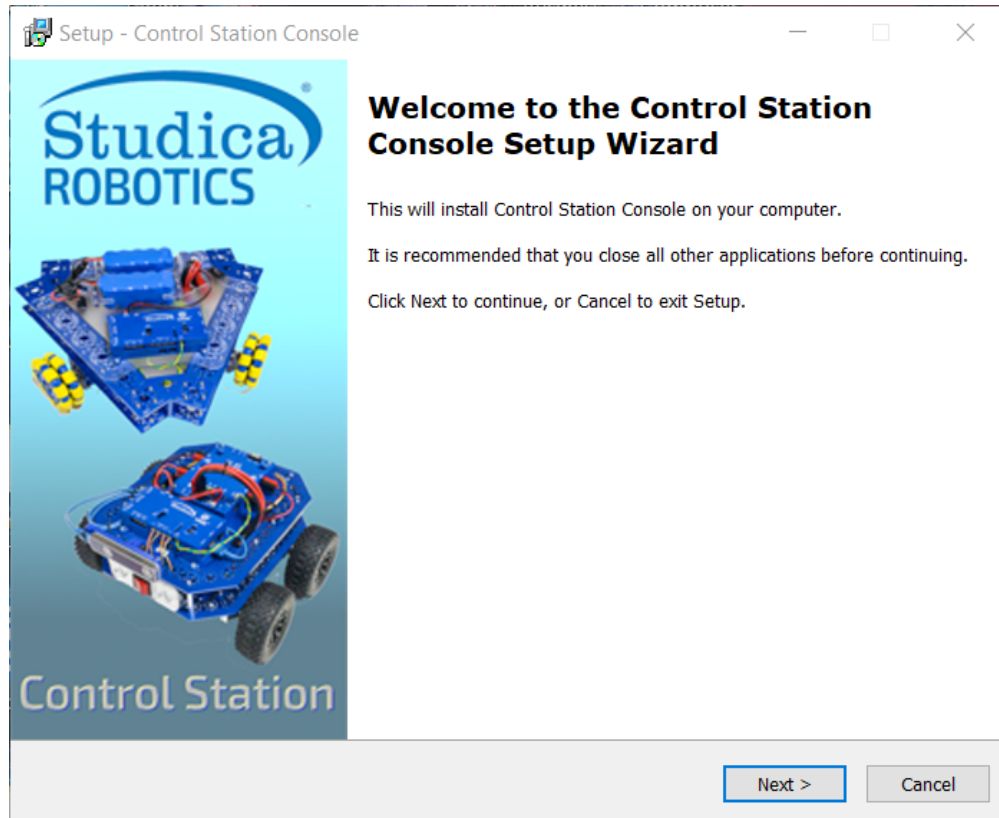 Setup - Control Station Console
Studica
ROBOTICS
Welcome to the Control Station
Console Setup Wizard
This will install Control Station Console on your computer.
It is recommended that you close all other applications before continuing.
Click Next to continue, or Cancel to exit Setup.
Control Station
Next >
Cancel